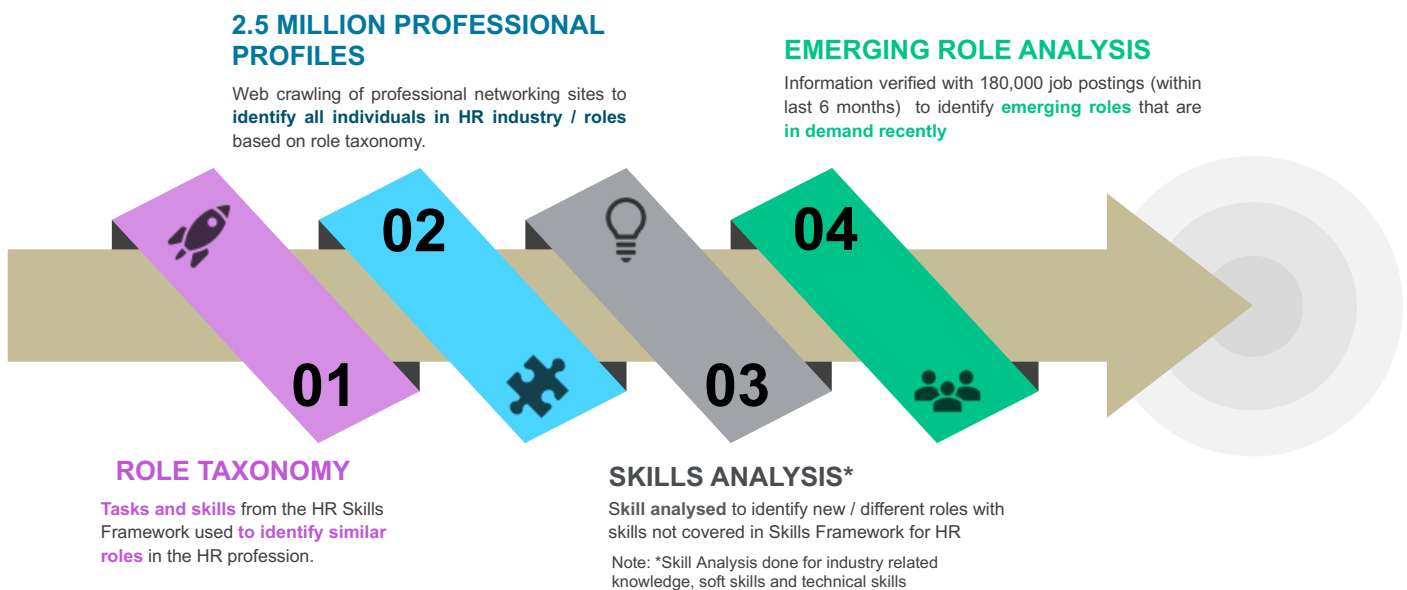 2.5 MILLION PROFESSIONAL
PROFILES
Web crawling of professional networking sites to
identify all individuals in HR industry / roles
based on role taxonomy.
EMERGING ROLE ANALYSIS
Information verified with 180,000 job postings (within
last 6 months) to identify emerging roles that are
in demand recently
02
04
01
03
ROLE TAXONOMY
Tasks and skills from the HR Skills
Framework used to identify similar
roles in the HR profession.
SKILLS ANALYSIS*
Skill analysed to identify new / different roles with
skills not covered in Skills Framework for HR
Note: *Skill Analysis done for industry related
knowledge, soft skills and technical skills